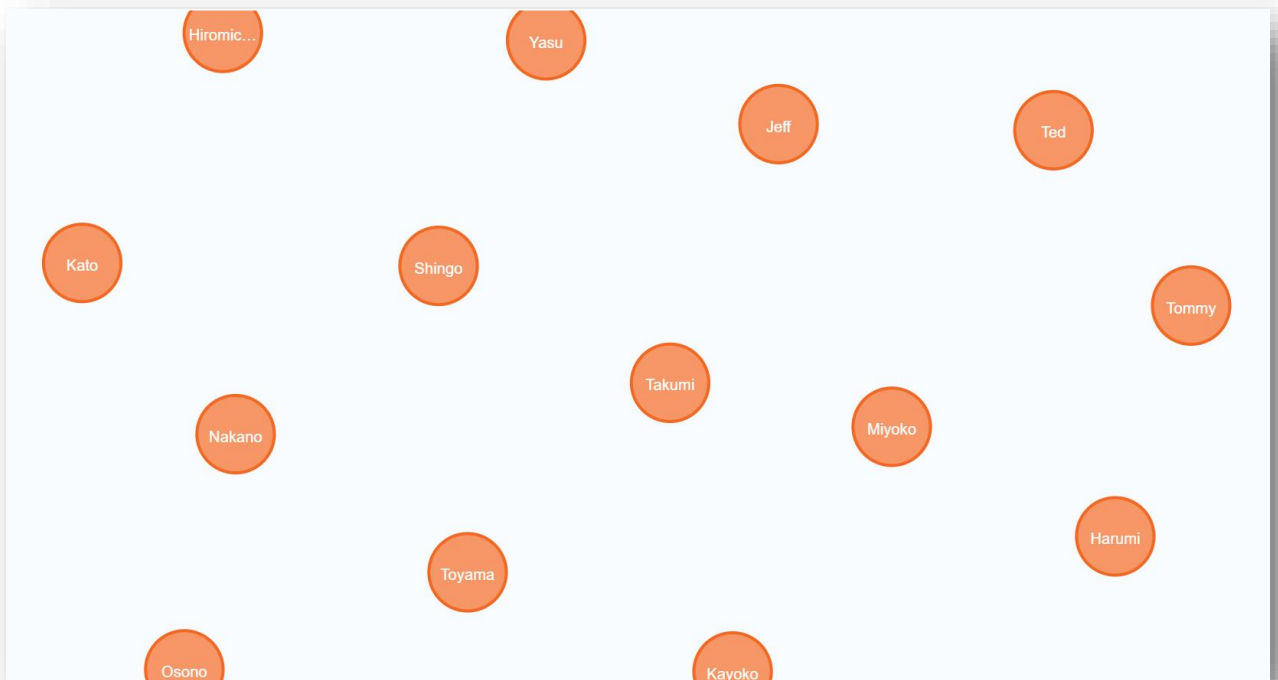 Hiromic...
Yasu
Jeff
Ted
Kato
Shingo
Tommy
Takumi
Miyoko
Nakano
Harumi
Toyama
Osono
Kayoko